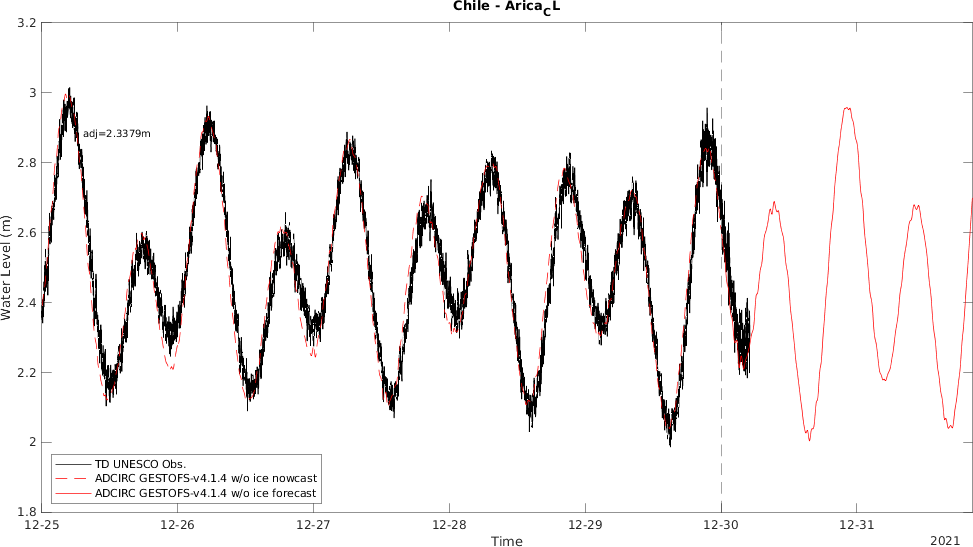 Chile - Arica_CL
3.2
3
2.8
2.6
2.4
2.2
2
1.8
Water Level (m)
adj=2.3379m
TD UNESCO Obs.
ADCIRC GESTOFS-v4.1.4 w/o ice nowcast
ADCIRC GESTOFS-v4.1.4 w/o ice forecast
12-25 12-26 12-27 12-28 12-29 12-30 12-31
Time
2021